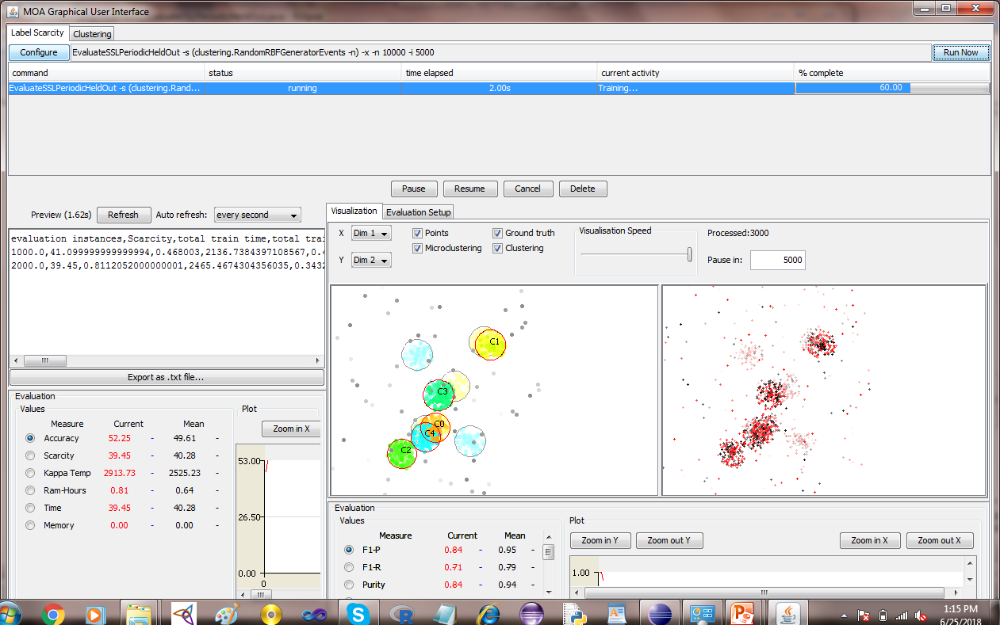 MOA Graphical User Interface
Label Scarcity Clustering
Configure EvaluateSSLPeriodicHeldOut -s (clustering.RandomRBFGeneratorEvents -n) -x -n 10000 -i 5000 Run Now
command status time elapsed current activity % complete
EvaluateSSLPeriodicHeldOut -s (clustering.Rand... running 2.00s Training... 60.00
Pause Resume Cancel Delete
Preview (1.62s) Refresh Auto refresh: every second
evaluation instances,Scarcity,total train time,total trai
1000.0,41.099999999999994,0.468003,2136.7384397108567,0.4
2000.0,39.45,0.8112052000000001,2465.4674304356035,0.3432
Export as .txt file...
Evaluation
Values
Measure Current Mean
Accuracy 52.25 - 49.61 -
Scarcity 39.45 - 40.28 -
Kappa Temp 2913.73 - 2525.23 -
Ram-Hours 0.81 - 0.64 -
Time 39.45 - 40.28 -
Memory 0.00 - 0.00 -
Plot
Zoom in X
53.00
26.50
0.00
0
Visualization Evaluation Setup
X Dim 1 Points Ground truth
Y Dim 2 Microclustering Clustering
Visualisation Speed
Processed:3000
Pause in: 5000
C1
C3
C0
C4
C2
Evaluation
Values
Measure Current Mean
F1-P 0.84 - 0.95 -
F1-R 0.71 - 0.79 -
Purity 0.84 - 0.94 -
Plot
Zoom in Y Zoom out Y Zoom in X Zoom out X
1.00
1:15 PM
6/25/2018